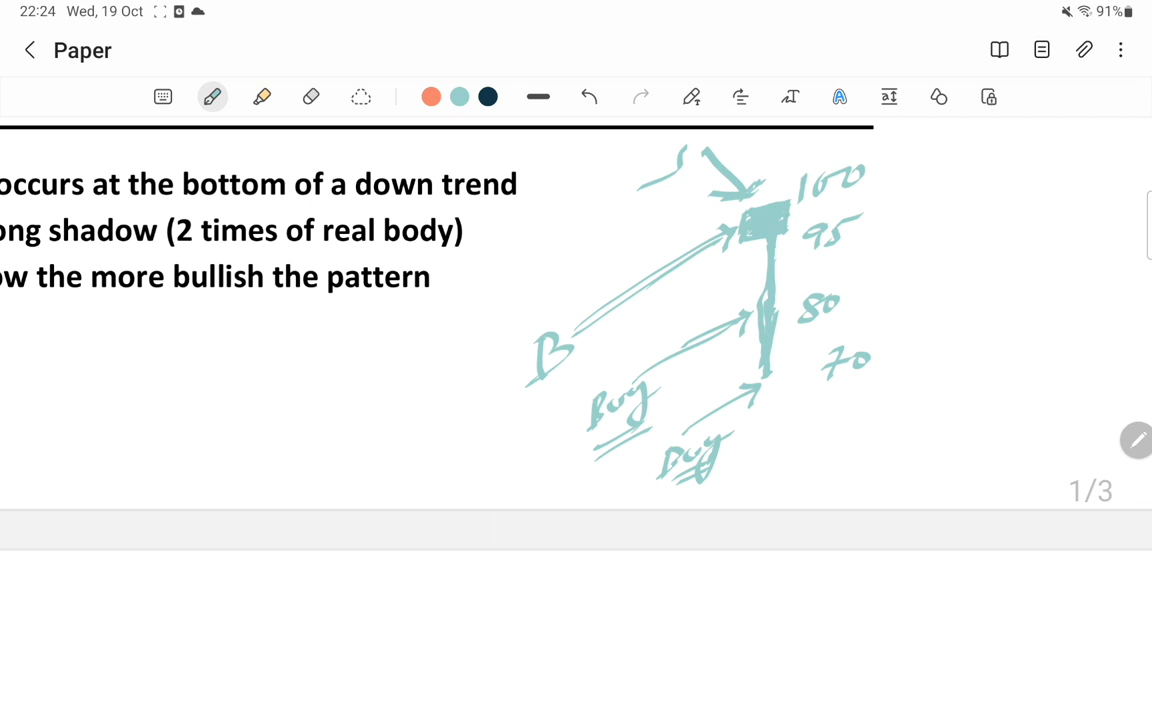 22:24 Wed, 19 Oct 91%
Paper
occurs at the bottom of a down trend
ong shadow (2 times of real body)
ow the more bullish the pattern
S
100
95
80
70
B
Buy
Buy
1/3